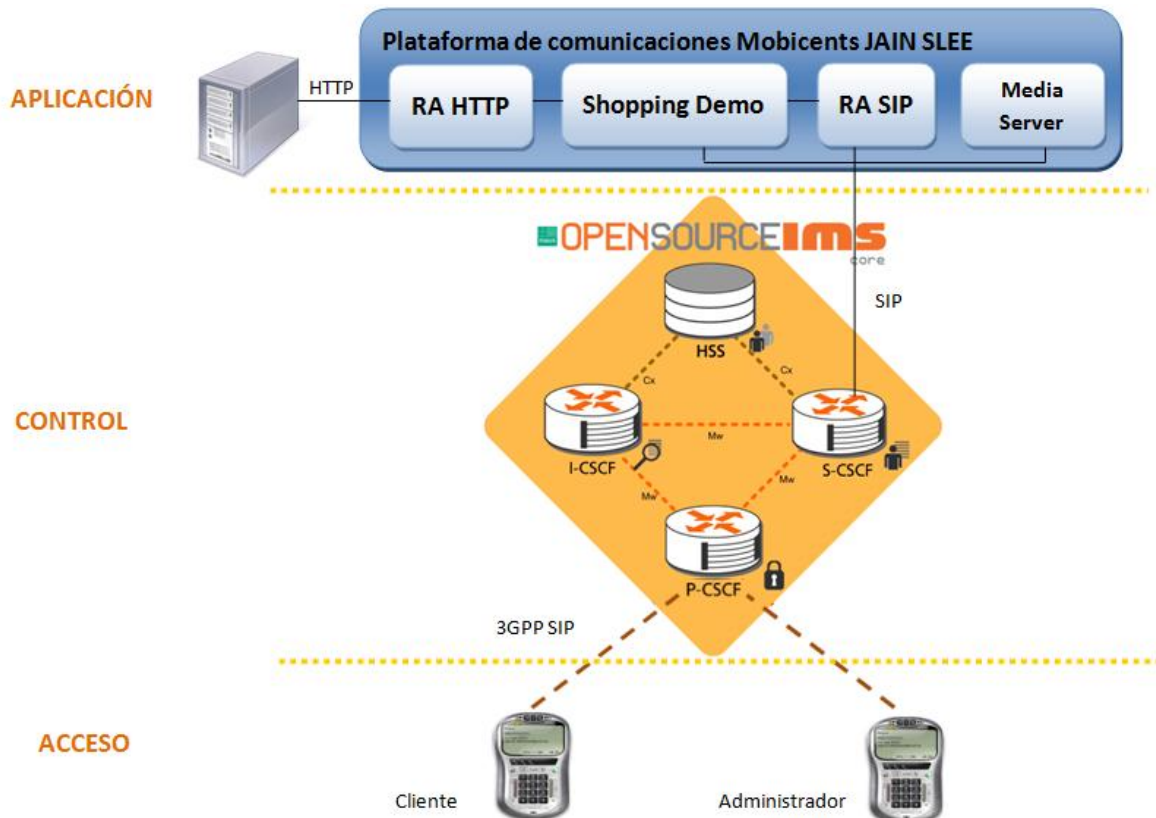 Plataforma de comunicaciones Mobicents JAIN SLEE
APLICACIÓN
HTTP
RA HTTP
Shopping Demo
RA SIP
Media
Server
OPENSOURCEIMS
core
SIP
HSS
Cx
Cx
CONTROL
I-CSCF
Mw
S-CSCF
Mw
Mw
P-CSCF
3GPP SIP
ACCESO
Cliente
Administrador